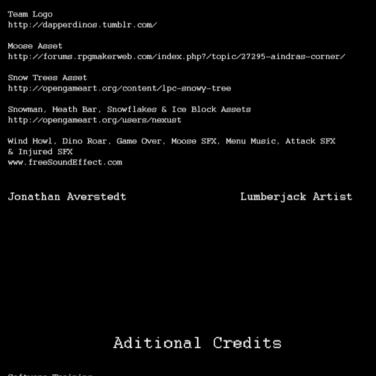 Team Logo
http://dapperdinos.tumblr.com/
Moose Asset
http://forums.rpgmakerweb.com/index.php?/topic/27295-aindras-corner/
Snow Trees Asset
http://opengameart.org/content/lpc-snowy-tree
Snowman, Heath Bar, Snowflakes & Ice Block Assets
http://opengameart.org/users/nexust
Wind Howl, Dino Roar, Game Over, Moose SFX, Menu Music, Attack SFX
& Injured SFX
www.freeSoundEffect.com
Jonathan Averstedt Lumberjack Artist
Aditional Credits